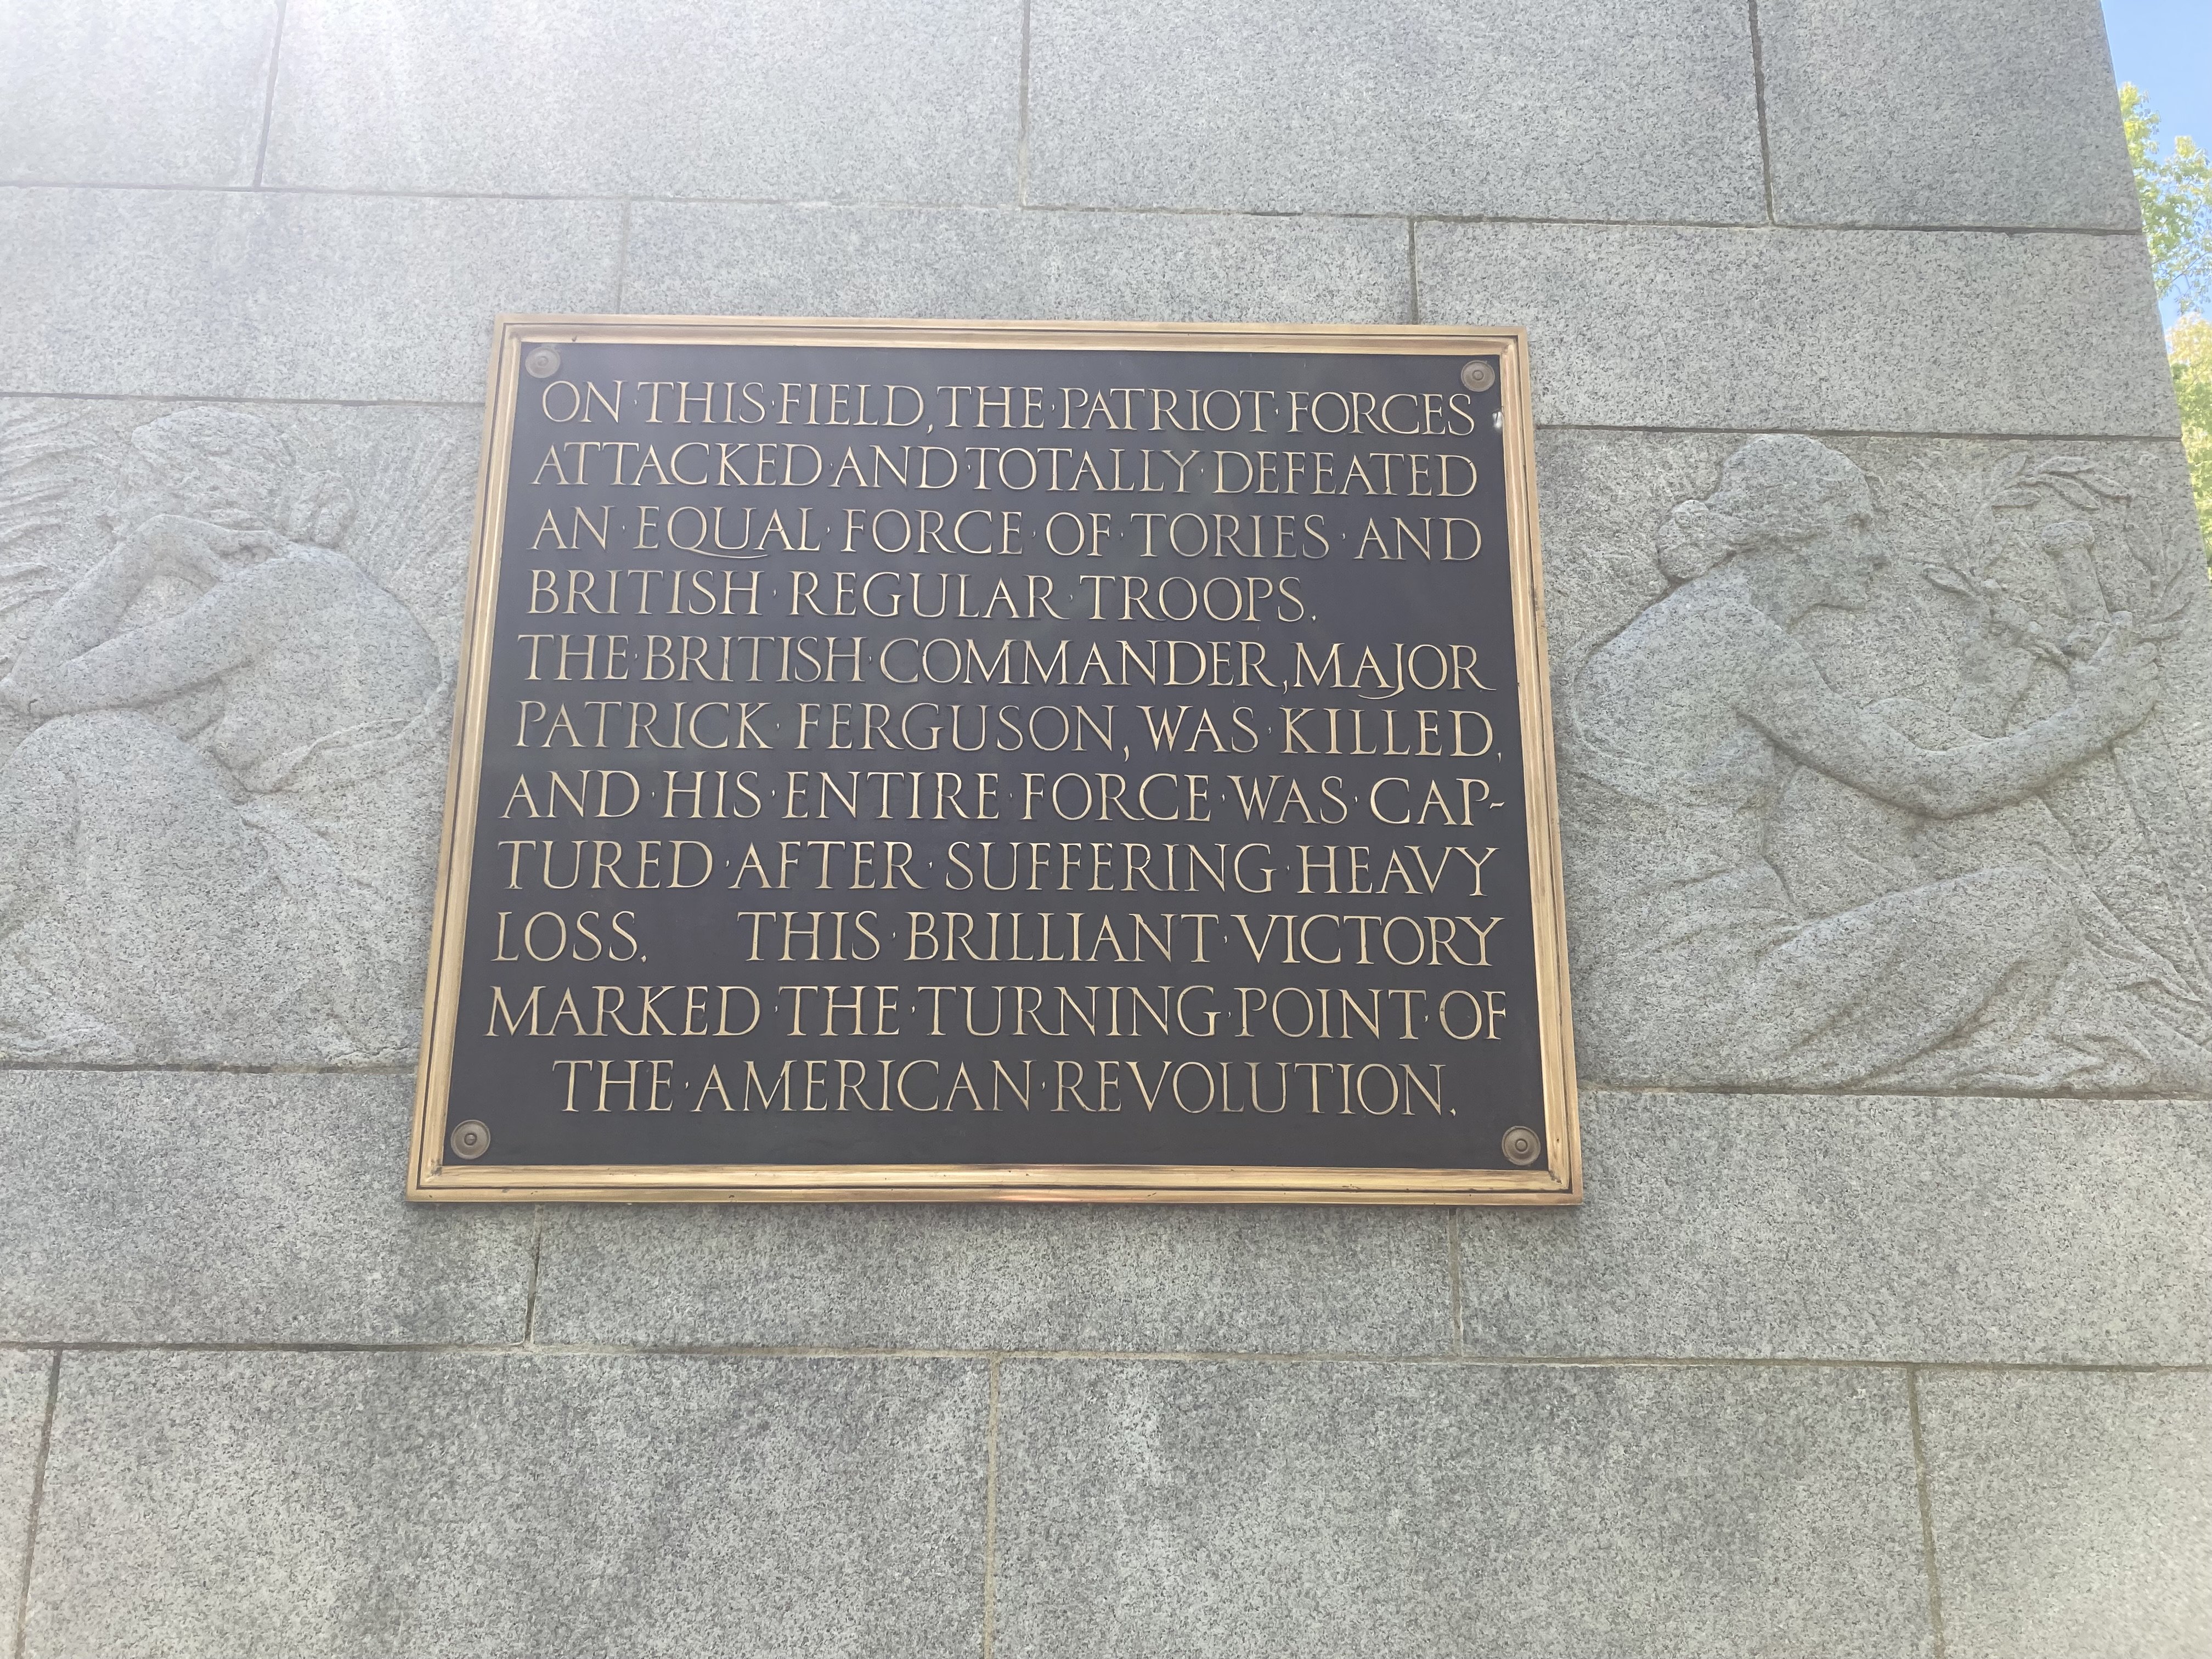 ON·THIS·FIELD, THE·PATRIOT·FORCES
ATTACKED·AND·TOTALLY·DEFEATED
AN·EQUAL·FORCE·OF·TORIES·AND
BRITISH·REGULAR·TROOPS.
THE·BRITISH·COMMANDER, MAJOR
PATRICK·FERGUSON, WAS·KILLED,
AND·HIS·ENTIRE·FORCE·WAS·CAP-
TURED·AFTER·SUFFERING·HEAVY
LOSS. THIS·BRILLIANT·VICTORY
MARKED·THE·TURNING·POINT·OF
THE·AMERICAN·REVOLUTION.